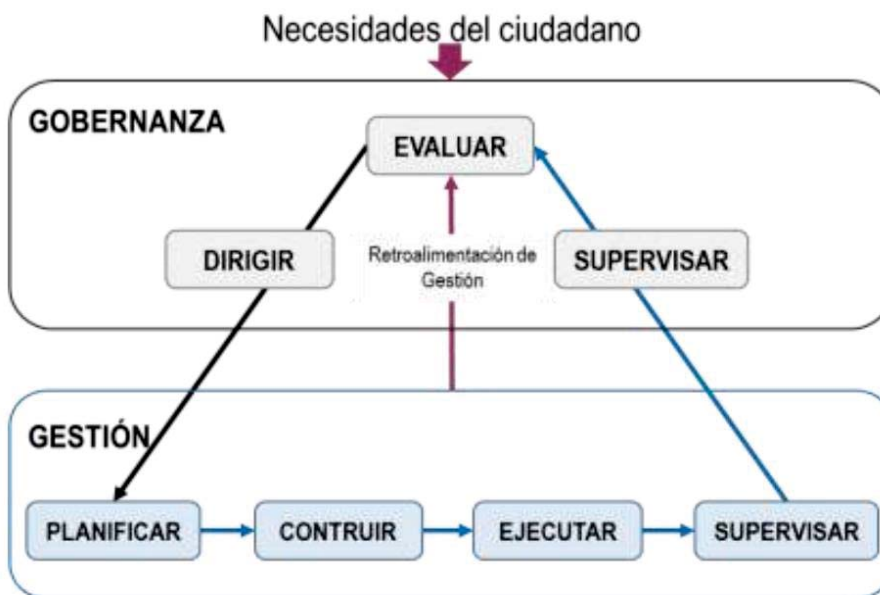 Necesidades del ciudadano
GOBERNANZA
EVALUAR
DIRIGIR
Retroalimentación de
Gestión
SUPERVISAR
GESTIÓN
PLANIFICAR
CONTRUIR
EJECUTAR
SUPERVISAR